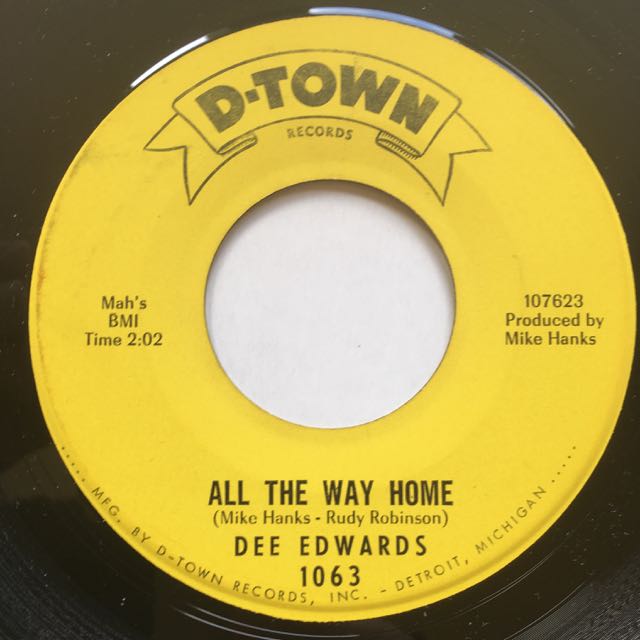 D-TOWN
RECORDS
Mah's
BMI
Time 2:02
107623
Produced by
Mike Hanks
ALL THE WAY HOME
(Mike Hanks - Rudy Robinson)
DEE EDWARDS
1063
..... MFG. BY D-TOWN RECORDS, INC. - DETROIT, MICHIGAN .....